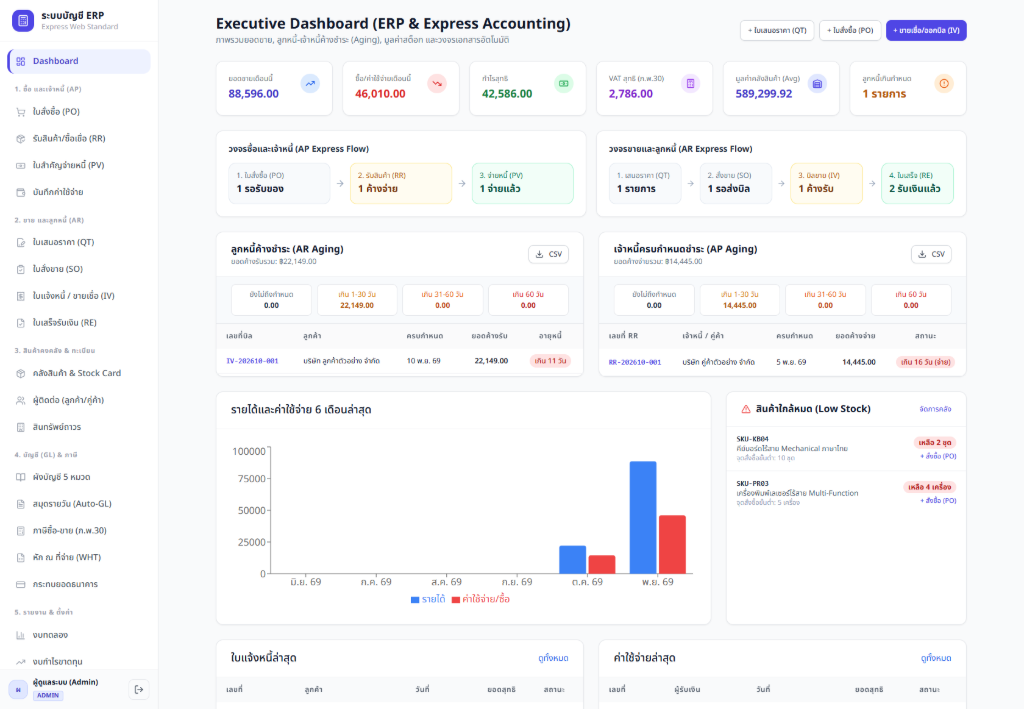 ระบบบัญชี ERP
Express Web Standard
Dashboard
1. ซื้อ และเจ้าหนี้ (AP)
ใบสั่งซื้อ (PO)
รับสินค้า/ซื้อเชื่อ (RR)
ใบสำคัญจ่ายหนี้ (PV)
บันทึกค่าใช้จ่าย
2. ขาย และลูกหนี้ (AR)
ใบเสนอราคา (QT)
ใบสั่งขาย (SO)
ใบแจ้งหนี้ / ขายเชื่อ (IV)
ใบเสร็จรับเงิน (RE)
3. สินค้าคงคลัง & ทะเบียน
คลังสินค้า & Stock Card
ผู้ติดต่อ (ลูกค้า/คู่ค้า)
สินทรัพย์ถาวร
4. บัญชี (GL) & ภาษี
ผังบัญชี 5 หมวด
สมุดรายวัน (Auto-GL)
ภาษีซื้อ-ขาย (ภ.พ.30)
หัก ณ ที่จ่าย (WHT)
กระทบยอดธนาคาร
5. รายงาน & ตั้งค่า
งบทดลอง
งบกำไรขาดทุน
ผู้ดูแลระบบ (Admin)
ADMIN
Executive Dashboard (ERP & Express Accounting)
ภาพรวมยอดขาย, ลูกหนี้-เจ้าหนี้ค้างชำระ (Aging), มูลค่าสต็อก และวงจรเอกสารอัตโนมัติ
+ ใบเสนอราคา (QT)
+ ใบสั่งซื้อ (PO)
+ ขายเชื่อ/ออกบิล (IV)
ยอดขายเดือนนี้
88,596.00
ซื้อ/ค่าใช้จ่ายเดือนนี้
46,010.00
กำไรสุทธิ
42,586.00
VAT สุทธิ (ภ.พ.30)
2,786.00
มูลค่าคลังสินค้า (Avg)
589,299.92
ลูกหนี้เกินกำหนด
1 รายการ
วงจรซื้อและเจ้าหนี้ (AP Express Flow)
1. ใบสั่งซื้อ (PO)
1 รอรับของ
2. รับสินค้า (RR)
1 ค้างจ่าย
3. จ่ายหนี้ (PV)
1 จ่ายแล้ว
วงจรขายและลูกหนี้ (AR Express Flow)
1. เสนอราคา (QT)
1 รายการ
2. สั่งขาย (SO)
1 รอส่งบิล
3. บิลขาย (IV)
1 ค้างรับ
4. ใบเสร็จ (RE)
2 รับเงินแล้ว
ลูกหนี้ค้างชำระ (AR Aging)
ยอดค้างรับรวม: ฿22,149.00
CSV
ยังไม่ถึงกำหนด
0.00
เกิน 1-30 วัน
22,149.00
เกิน 31-60 วัน
0.00
เกิน 60 วัน
0.00
เลขที่บิล ลูกค้า ครบกำหนด ยอดค้างรับ อายุหนี้
IV-202610-001 บริษัท ลูกค้าตัวอย่าง จำกัด 10 พ.ย. 69 22,149.00 เกิน 11 วัน
เจ้าหนี้ครบกำหนดชำระ (AP Aging)
ยอดค้างจ่ายรวม: ฿14,445.00
CSV
ยังไม่ถึงกำหนด
0.00
เกิน 1-30 วัน
14,445.00
เกิน 31-60 วัน
0.00
เกิน 60 วัน
0.00
เลขที่ RR เจ้าหนี้ / คู่ค้า ครบกำหนด ยอดค้างจ่าย สถานะ
RR-202610-001 บริษัท คู่ค้าตัวอย่าง จำกัด 5 พ.ย. 69 14,445.00 เกิน 16 วัน (จ่าย)
รายได้และค่าใช้จ่าย 6 เดือนล่าสุด
100000
75000
50000
25000
0
มิ.ย. 69 ก.ค. 69 ส.ค. 69 ก.ย. 69 ต.ค. 69 พ.ย. 69
รายได้ ค่าใช้จ่าย/ซื้อ
สินค้าใกล้หมด (Low Stock)
จัดการคลัง
SKU-KB04
คีย์บอร์ดไร้สาย Mechanical ภาษาไทย
จุดสั่งซื้อขั้นต่ำ: 10 ชุด
เหลือ 2 ชุด
+ สั่งซื้อ (PO)
SKU-PR03
เครื่องพิมพ์เลเซอร์ไร้สาย Multi-Function
จุดสั่งซื้อขั้นต่ำ: 5 เครื่อง
เหลือ 4 เครื่อง
+ สั่งซื้อ (PO)
ใบแจ้งหนี้ล่าสุด
ดูทั้งหมด
เลขที่ ลูกค้า วันที่ ยอดสุทธิ สถานะ
ค่าใช้จ่ายล่าสุด
ดูทั้งหมด
เลขที่ ผู้รับเงิน วันที่ ยอดสุทธิ สถานะ